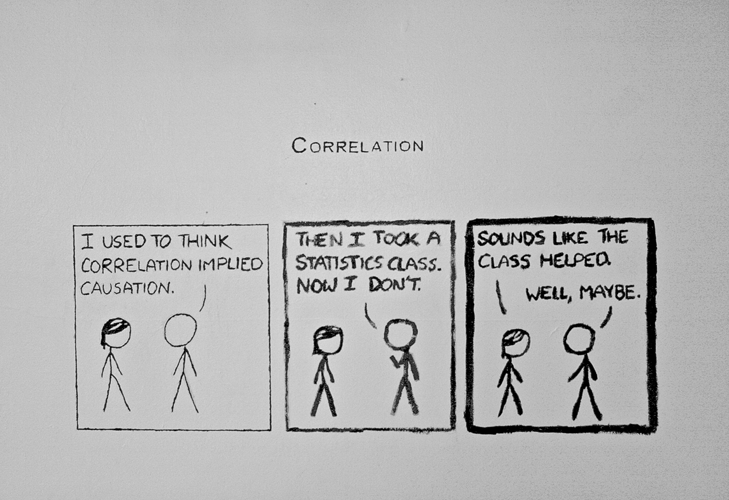 CORRELATION
I USED TO THINK
CORRELATION IMPLIED
CAUSATION.
THEN I TOOK A
STATISTICS CLASS.
NOW I DON'T.
SOUNDS LIKE THE
CLASS HELPED.
WELL, MAYBE.